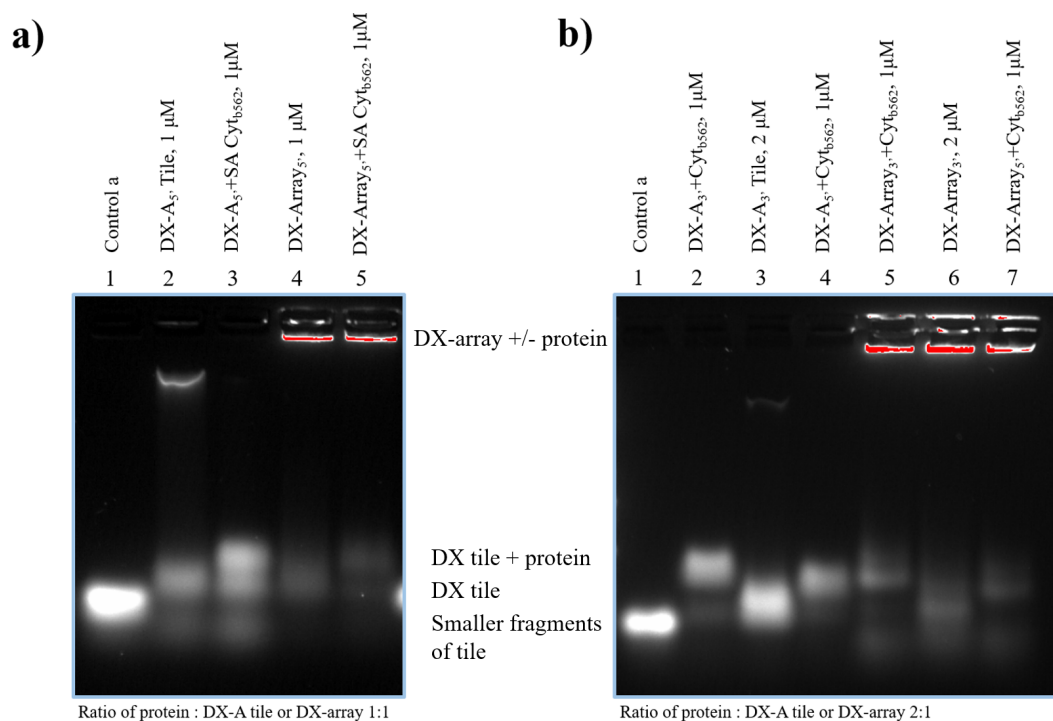 a)
Control a
DX-A5', Tile, 1 μM
DX-A5'+SA Cytb562, 1μM
DX-Array5', 1 μM
DX-Array5'+SA Cytb562, 1μM
1
2
3
4
5
DX-array +/- protein
DX tile + protein
DX tile
Smaller fragments
of tile
Ratio of protein : DX-A tile or DX-array 1:1
b)
Control a
DX-A3'+Cytb562, 1μM
DX-A3', Tile, 2 μM
DX-A5'+Cytb562, 1μM
DX-Array3'+Cytb562, 1μM
DX-Array3', 2 μM
DX-Array5'+Cytb562, 1μM
1
2
3
4
5
6
7
Ratio of protein : DX-A tile or DX-array 2:1